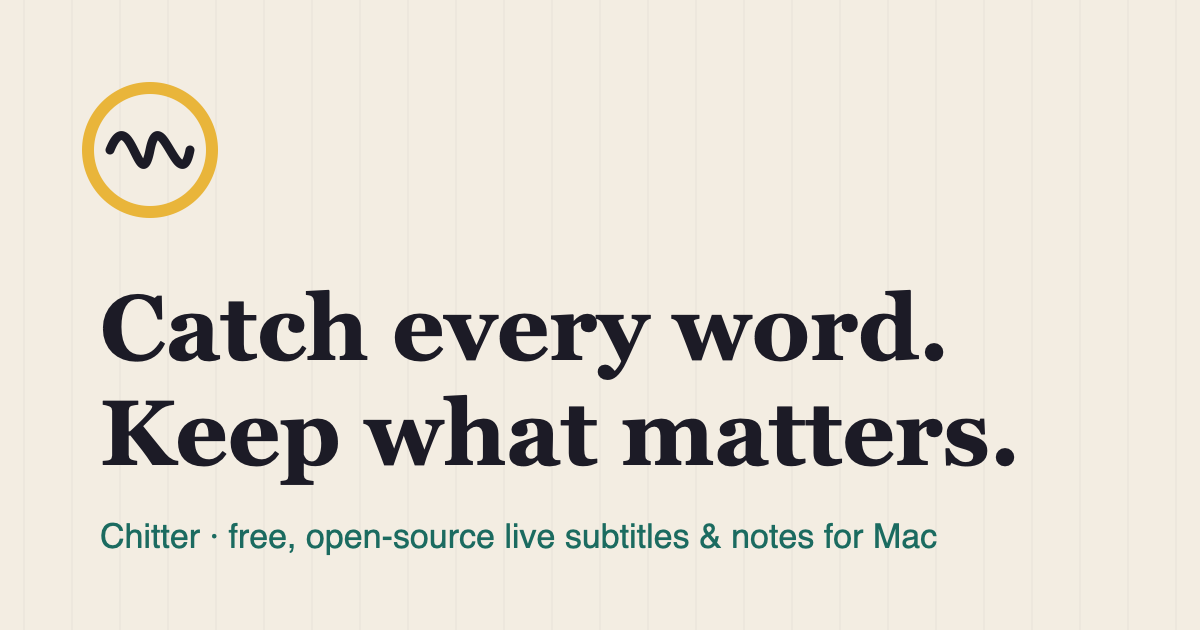 Catch every word.
Keep what matters.
Chitter · free, open-source live subtitles & notes for Mac